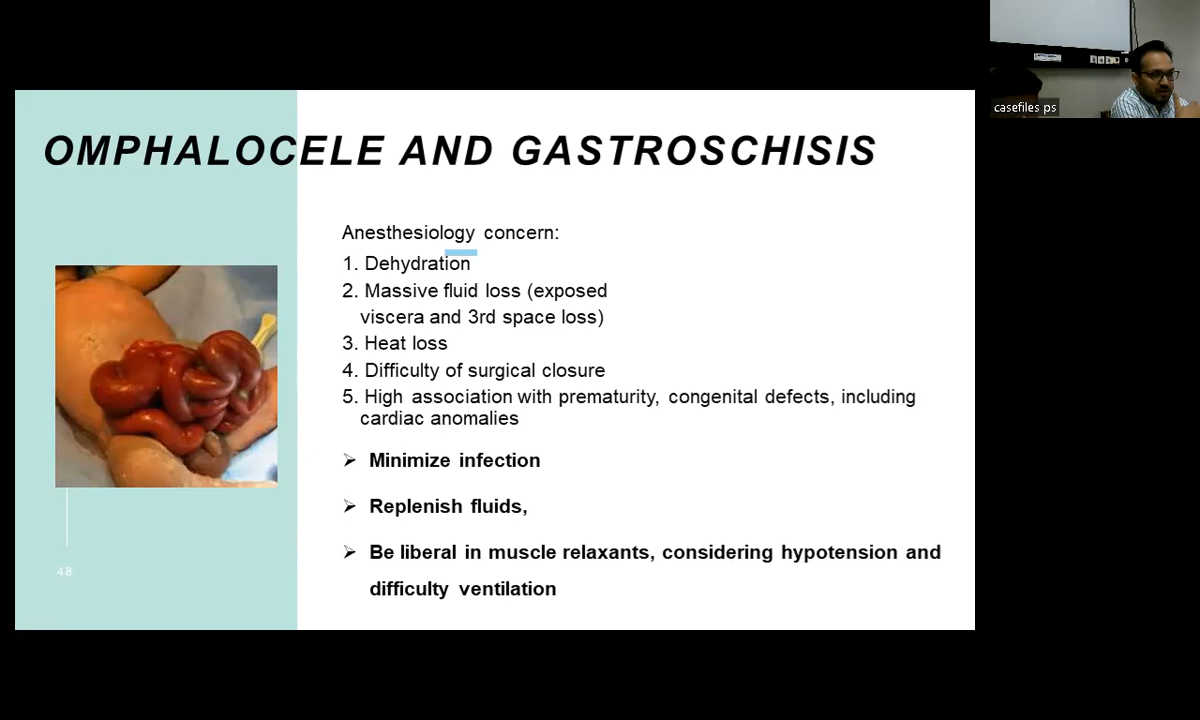 casefiles ps
OMPHALOCELE AND GASTROSCHISIS
Anesthesiology concern:
1. Dehydration
2. Massive fluid loss (exposed
viscera and 3rd space loss)
3. Heat loss
4. Difficulty of surgical closure
5. High association with prematurity, congenital defects, including
cardiac anomalies
➢ Minimize infection
➢ Replenish fluids,
➢ Be liberal in muscle relaxants, considering hypotension and
difficulty ventilation
48